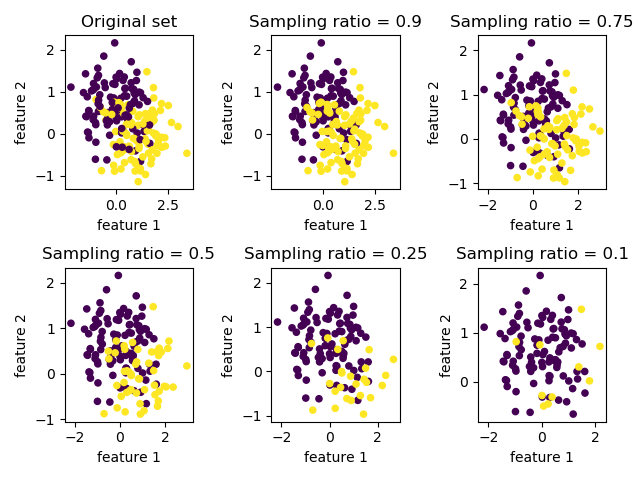 Original set
Sampling ratio = 0.9
Sampling ratio = 0.75
2
1
0
−1
0.0
2.5
feature 2
feature 1
2
1
0
−1
0.0
2.5
feature 2
feature 1
2
1
0
−1
−2
0
2
feature 2
feature 1
Sampling ratio = 0.5
Sampling ratio = 0.25
Sampling ratio = 0.1
2
1
0
−1
−2
0
2
feature 2
feature 1
2
1
0
−1
−2
0
2
feature 2
feature 1
2
1
0
−2
0
2
feature 2
feature 1